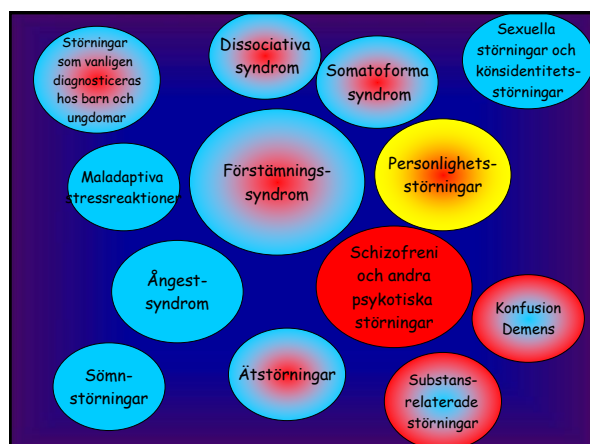 Störningar
som vanligen
diagnosticeras
hos barn och
ungdomar
Dissociativa
syndrom
Somatoforma
syndrom
Sexuella
störningar och
könsidentitets-
störningar
Maladaptiva
stressreaktioner
Förstämnings-
syndrom
Personlighets-
störningar
Ångest-
syndrom
Schizofreni
och andra
psykotiska
störningar
Konfusion
Demens
Sömn-
störningar
Ätstörningar
Substans-
relaterade
störningar